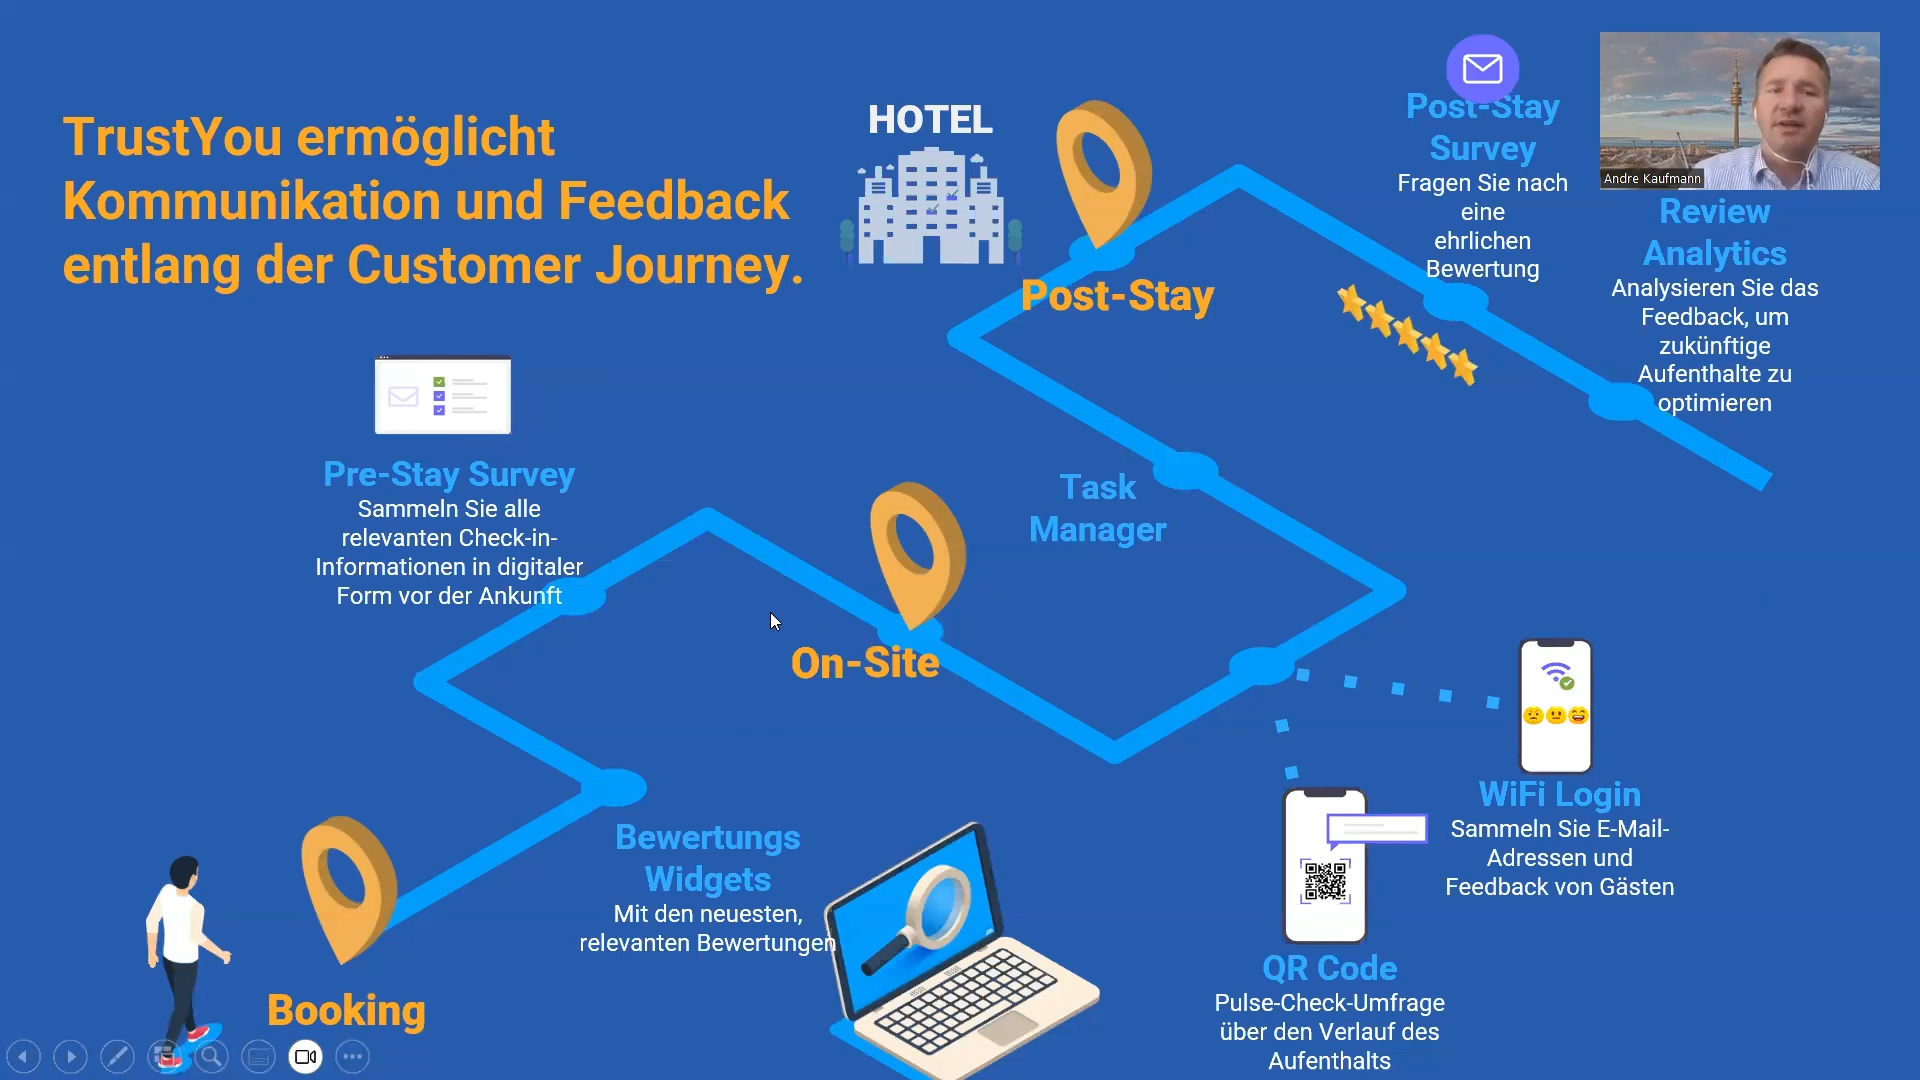 TrustYou ermöglicht
Kommunikation und Feedback
entlang der Customer Journey.
HOTEL
Post-Stay
Post-Stay
Survey
Fragen Sie nach
eine
ehrlichen
Bewertung
Andre Kaufmann
Review
Analytics
Analysieren Sie das
Feedback, um
zukünftige
Aufenthalte zu
optimieren
Pre-Stay Survey
Sammeln Sie alle
relevanten Check-in-
Informationen in digitaler
Form vor der Ankunft
Task
Manager
On-Site
WiFi Login
Sammeln Sie E-Mail-
Adressen und
Feedback von Gästen
Bewertungs
Widgets
Mit den neuesten,
relevanten Bewertungen
QR Code
Pulse-Check-Umfrage
über den Verlauf des
Aufenthalts
Booking